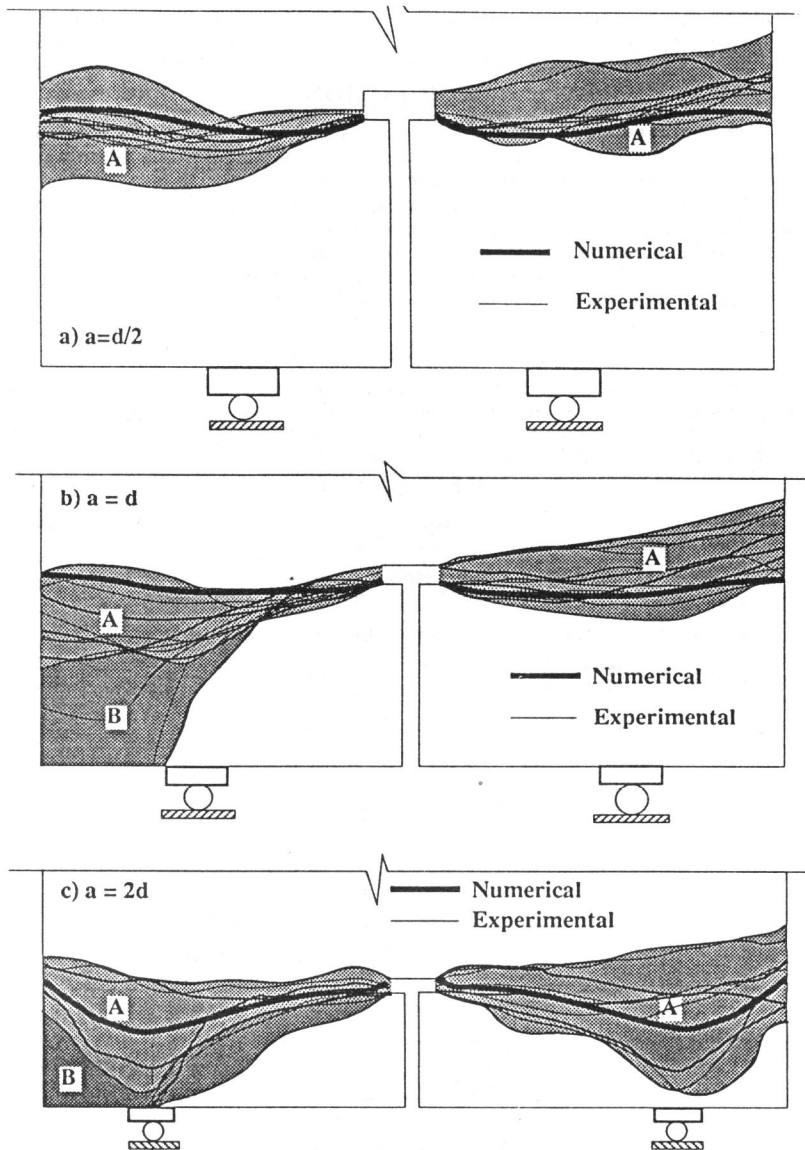 A
A
Numerical
Experimental
a) a=d/2
b) a = d
A
A
Numerical
B
Experimental
c) a = 2d
Numerical
Experimental
A
A
B